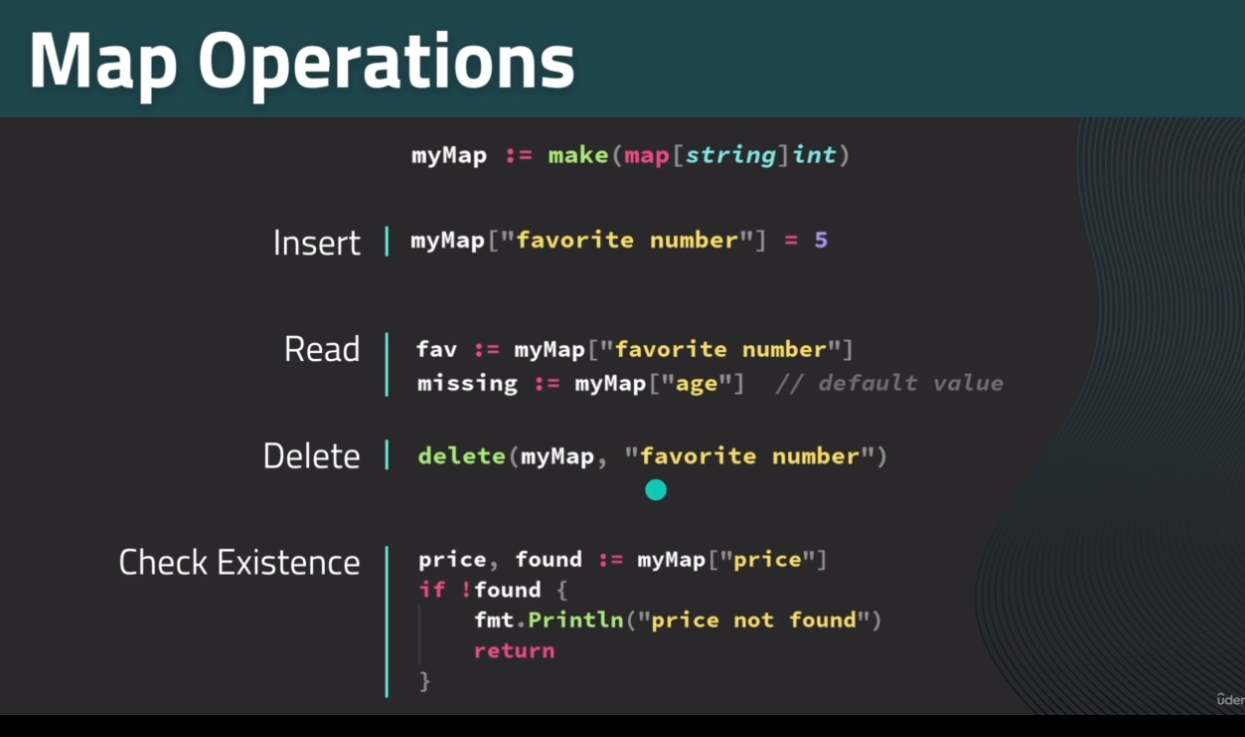 Map Operations
myMap := make(map[string]int)
Insert
myMap["favorite number"] = 5
Read
fav := myMap["favorite number"]
missing := myMap["age"]  // default value
Delete
delete(myMap, "favorite number")
Check Existence
price, found := myMap["price"]
if !found {
    fmt.Println("price not found")
    return
}